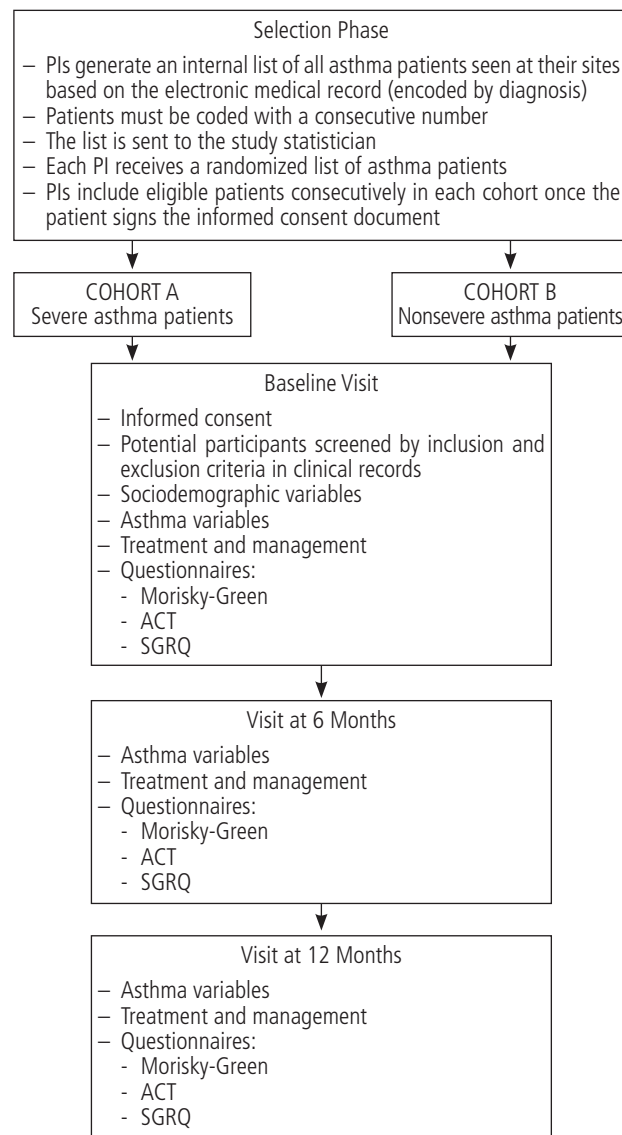 Selection Phase
– PIs generate an internal list of all asthma patients seen at their sites
based on the electronic medical record (encoded by diagnosis)
– Patients must be coded with a consecutive number
– The list is sent to the study statistician
– Each PI receives a randomized list of asthma patients
– PIs include eligible patients consecutively in each cohort once the
patient signs the informed consent document
COHORT A
Severe asthma patients
COHORT B
Nonsevere asthma patients
Baseline Visit
– Informed consent
– Potential participants screened by inclusion and
exclusion criteria in clinical records
– Sociodemographic variables
– Asthma variables
– Treatment and management
– Questionnaires:
- Morisky-Green
- ACT
- SGRQ
Visit at 6 Months
– Asthma variables
– Treatment and management
– Questionnaires:
- Morisky-Green
- ACT
- SGRQ
Visit at 12 Months
– Asthma variables
– Treatment and management
– Questionnaires:
- Morisky-Green
- ACT
- SGRQ